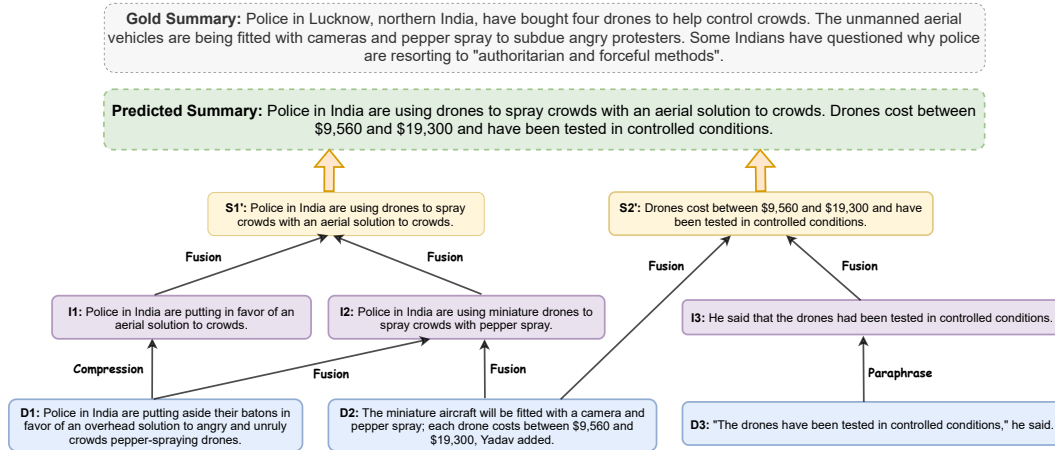 Gold Summary: Police in Lucknow, northern India, have bought four drones to help control crowds. The unmanned aerial
vehicles are being fitted with cameras and pepper spray to subdue angry protesters. Some Indians have questioned why police
are resorting to "authoritarian and forceful methods".
Predicted Summary: Police in India are using drones to spray crowds with an aerial solution to crowds. Drones cost between
$9,560 and $19,300 and have been tested in controlled conditions.
S1': Police in India are using drones to spray
crowds with an aerial solution to crowds.
S2': Drones cost between $9,560 and $19,300 and have
been tested in controlled conditions.
Fusion
Fusion
Fusion
Fusion
I1: Police in India are putting in favor of an
aerial solution to crowds.
I2: Police in India are using miniature drones to
spray crowds with pepper spray.
I3: He said that the drones had been tested in controlled conditions.
Compression
Fusion
Fusion
Paraphrase
D1: Police in India are putting aside their batons in
favor of an overhead solution to angry and unruly
crowds pepper-spraying drones.
D2: The miniature aircraft will be fitted with a camera and
pepper spray; each drone costs between $9,560 and
$19,300, Yadav added.
D3: "The drones have been tested in controlled conditions," he said.